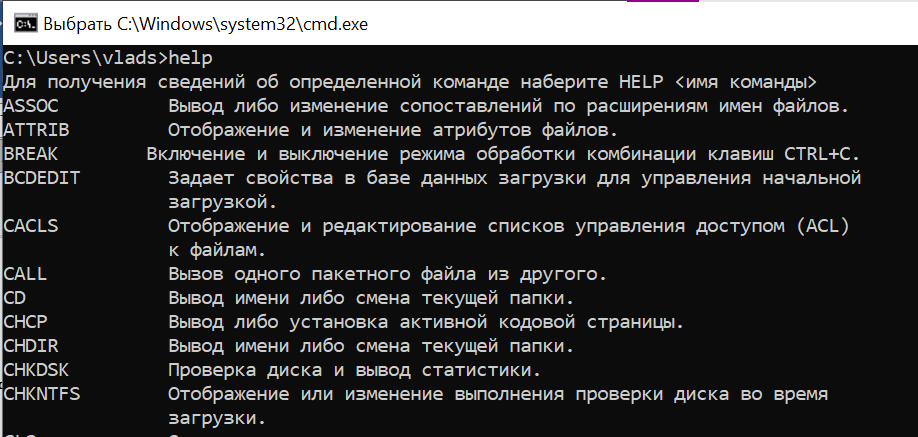 Выбрать C:\Windows\system32\cmd.exe
C:\Users\vlads>help
Для получения сведений об определенной команде наберите HELP <имя команды>
ASSOC Вывод либо изменение сопоставлений по расширениям имен файлов.
ATTRIB Отображение и изменение атрибутов файлов.
BREAK Включение и выключение режима обработки комбинации клавиш CTRL+C.
BCDEDIT Задает свойства в базе данных загрузки для управления начальной
загрузкой.
CACLS Отображение и редактирование списков управления доступом (ACL)
к файлам.
CALL Вызов одного пакетного файла из другого.
CD Вывод имени либо смена текущей папки.
CHCP Вывод либо установка активной кодовой страницы.
CHDIR Вывод имени либо смена текущей папки.
CHKDSK Проверка диска и вывод статистики.
CHKNTFS Отображение или изменение выполнения проверки диска во время
загрузки.